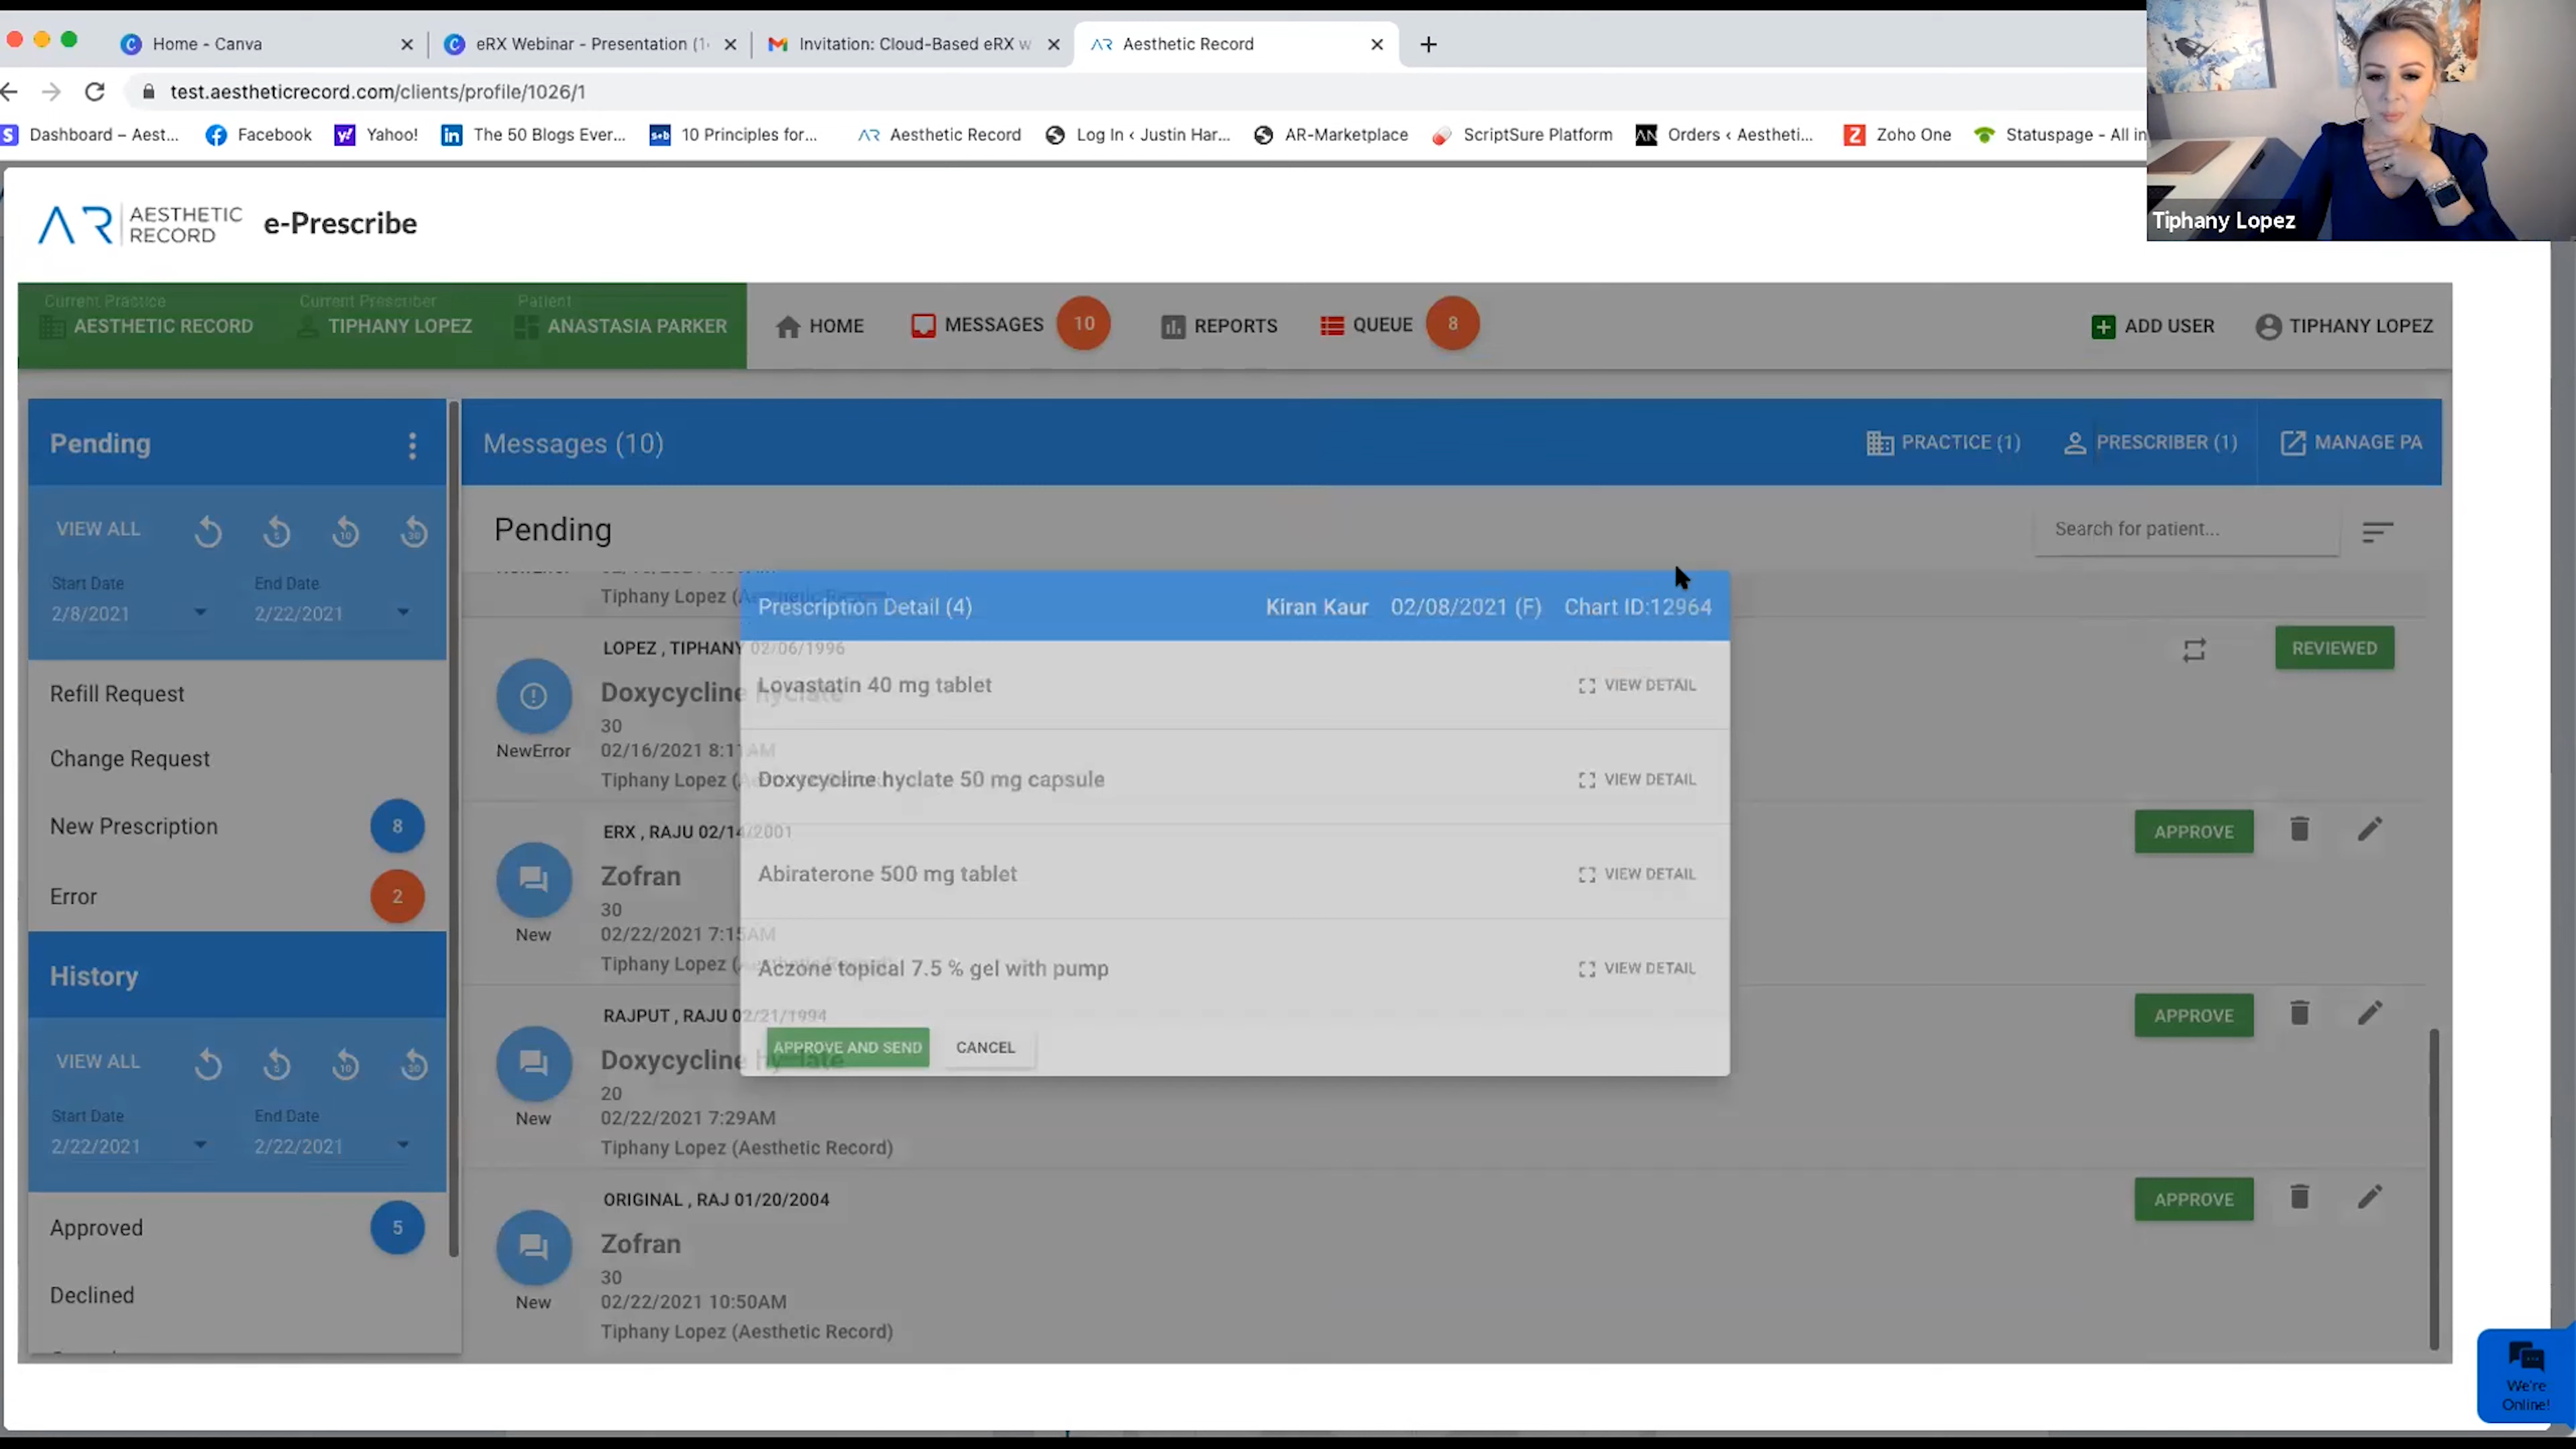 Home - Canva
eRX Webinar - Presentation (1
Invitation: Cloud-Based eRX w
Aesthetic Record
test.aestheticrecord.com/clients/profile/1026/1
Dashboard – Aest...
Facebook
Yahoo!
The 50 Blogs Ever...
10 Principles for...
Aesthetic Record
Log In ‹ Justin Har...
AR-Marketplace
ScriptSure Platform
Orders ‹ Aestheti...
Zoho One
Statuspage - All in
Tiphany Lopez
AR AESTHETIC
RECORD
e-Prescribe
Current Practice
AESTHETIC RECORD
Current Prescriber
TIPHANY LOPEZ
Patient
ANASTASIA PARKER
HOME
MESSAGES 10
REPORTS
QUEUE 8
ADD USER
TIPHANY LOPEZ
Pending
VIEW ALL
5
10
30
Start Date
End Date
2/8/2021
2/22/2021
Refill Request
Change Request
New Prescription 8
Error 2
History
VIEW ALL
5
10
30
Start Date
End Date
2/22/2021
2/22/2021
Approved 5
Declined
Messages (10)
PRACTICE (1)
PRESCRIBER (1)
MANAGE PA
Pending
Search for patient...
Tiphany Lopez
LOPEZ , TIPHANY 02/06/1996
Doxycycline hyclate
30
NewError
02/16/2021 8:11AM
Tiphany Lopez
REVIEWED
ERX , RAJU 02/14/2001
Zofran
30
New
02/22/2021 7:15AM
Tiphany Lopez
APPROVE
RAJPUT , RAJU 02/21/1994
Doxycycline hyclate
20
New
02/22/2021 7:29AM
Tiphany Lopez (Aesthetic Record)
APPROVE
ORIGINAL , RAJ 01/20/2004
Zofran
30
New
02/22/2021 10:50AM
Tiphany Lopez (Aesthetic Record)
APPROVE
Prescription Detail (4)
Kiran Kaur 02/08/2021 (F) Chart ID:12964
Lovastatin 40 mg tablet
VIEW DETAIL
Doxycycline hyclate 50 mg capsule
VIEW DETAIL
Abiraterone 500 mg tablet
VIEW DETAIL
Aczone topical 7.5 % gel with pump
VIEW DETAIL
APPROVE AND SEND
CANCEL
We're
Online!